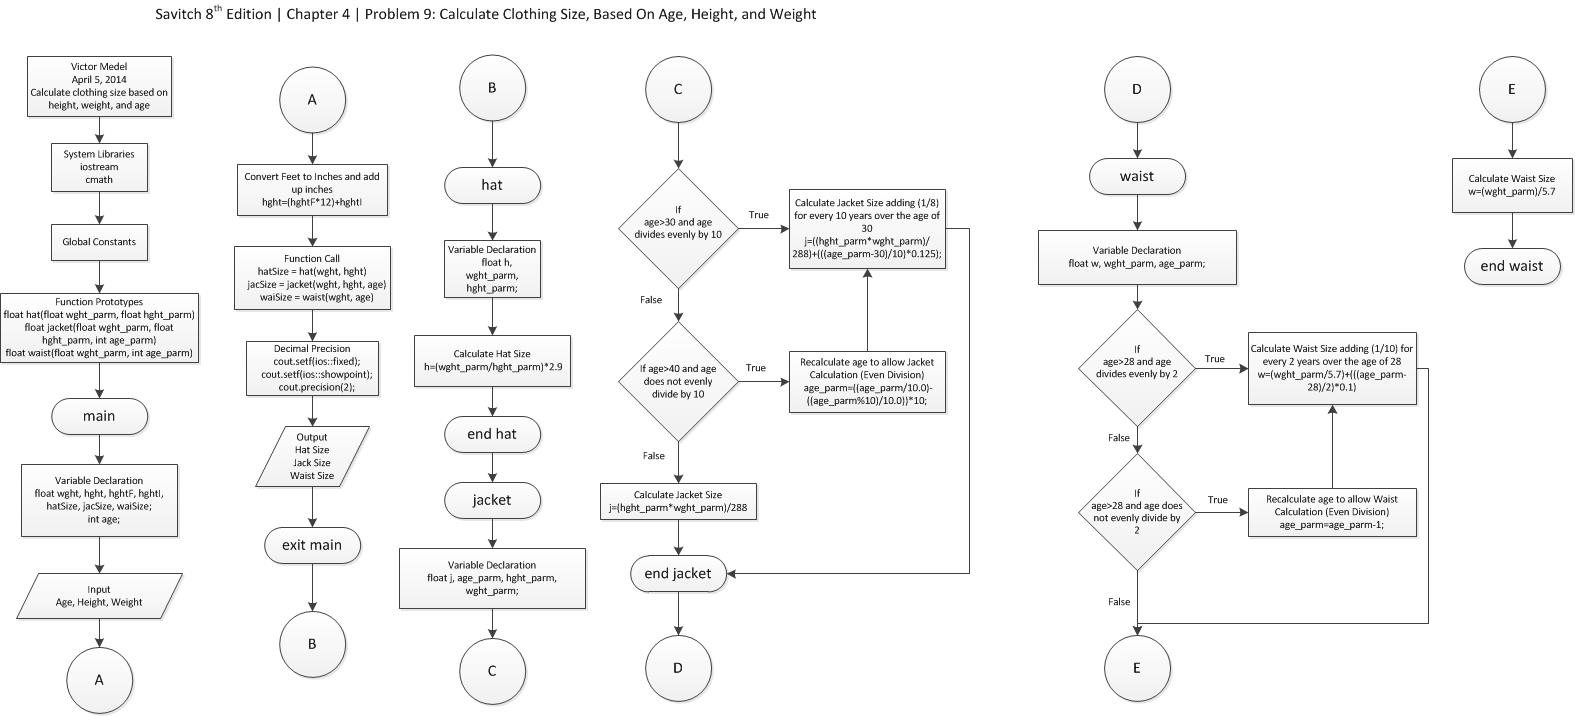 Savitch 8th Edition | Chapter 4 | Problem 9: Calculate Clothing Size, Based On Age, Height, and Weight
Victor Medel
April 5, 2014
Calculate clothing size based on
height, weight, and age
System Libraries
iostream
cmath
Global Constants
Function Prototypes
float hat(float wght_parm, float hght_parm)
float jacket(float wght_parm, float
hght_parm, int age_parm)
float waist(float wght_parm, int age_parm)
main
Variable Declaration
float wght, hght, hghtF, hghtI,
hatSize, jacSize, waiSize;
int age;
Input
Age, Height, Weight
A
A
Convert Feet to Inches and add
up inches
hght=(hghtF*12)+hghtI
Function Call
hatSize = hat(wght, hght)
jacSize = jacket(wght, hght, age)
waiSize = waist(wght, age)
Decimal Precision
cout.setf(ios::fixed);
cout.setf(ios::showpoint);
cout.precision(2);
Output
Hat Size
Jack Size
Waist Size
exit main
B
B
hat
Variable Declaration
float h,
wght_parm,
hght_parm;
Calculate Hat Size
h=(wght_parm/hght_parm)*2.9
end hat
jacket
Variable Declaration
float j, age_parm, hght_parm,
wght_parm;
C
C
If
age>30 and age
divides evenly by 10
True
Calculate Jacket Size adding (1/8)
for every 10 years over the age of
30
j=((hght_parm*wght_parm)/
288)+(((age_parm-30)/10)*0.125);
False
If age>40 and age
does not evenly
divide by 10
True
Recalculate age to allow Jacket
Calculation (Even Division)
age_parm=((age_parm/10.0)-
((age_parm%10)/10.0))*10;
False
Calculate Jacket Size
j=(hght_parm*wght_parm)/288
end jacket
D
D
waist
Variable Declaration
float w, wght_parm, age_parm;
If
age>28 and age
divides evenly by 2
True
Calculate Waist Size adding (1/10) for
every 2 years over the age of 28
w=(wght_parm/5.7)+(((age_parm-
28)/2)*0.1)
False
If
age>28 and age does
not evenly divide by
2
True
Recalculate age to allow Waist
Calculation (Even Division)
age_parm=age_parm-1;
False
E
E
Calculate Waist Size
w=(wght_parm)/5.7
end waist